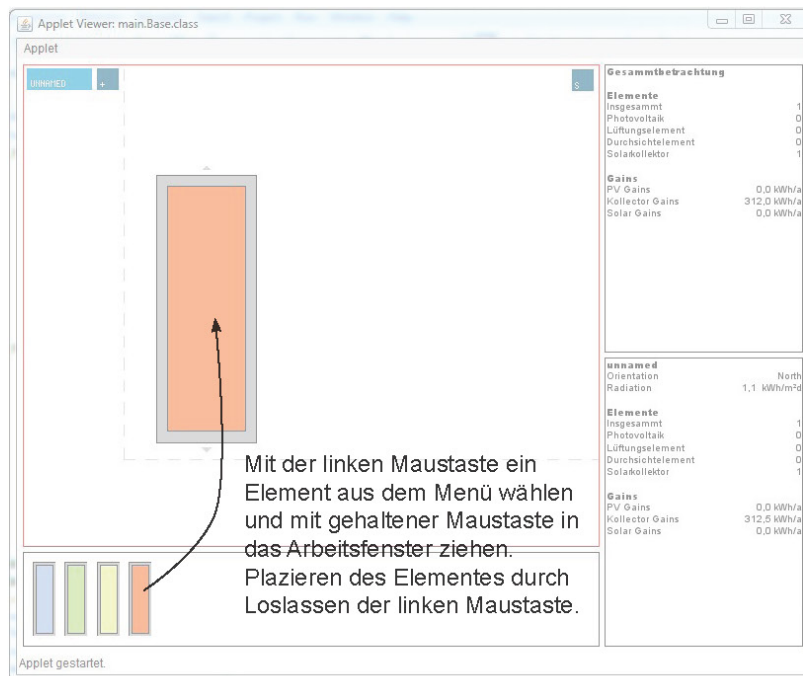 Applet Viewer: main.Base.class
Applet
UNNAMED + S
Gesammtbetrachtung
Elemente
Insgesammt 1
Photovoltaik 0
Lüftungselement 0
Durchsichtelement 0
Solarkollektor 1
Gains
PV Gains 0,0 kWh/a
Kollector Gains 312,0 kWh/a
Solar Gains 0,0 kWh/a
unnamed
Orientation North
Radiation 1,1 kWh/m²d
Elemente
Insgesammt 1
Photovoltaik 0
Lüftungselement 0
Durchsichtelement 0
Solarkollektor 1
Gains
PV Gains 0,0 kWh/a
Kollector Gains 312,5 kWh/a
Solar Gains 0,0 kWh/a
Mit der linken Maustaste ein
Element aus dem Menü wählen
und mit gehaltener Maustaste in
das Arbeitsfenster ziehen.
Plazieren des Elementes durch
Loslassen der linken Maustaste.
Applet gestartet.